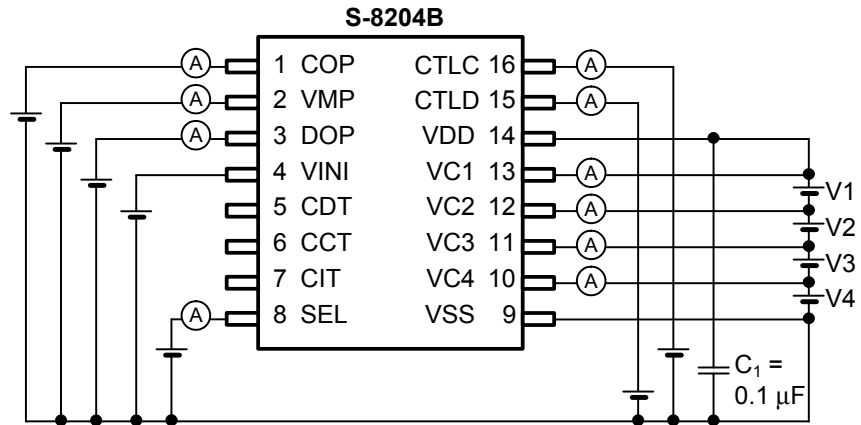 S-8204B
A 1 COP CTLC 16 A
A 2 VMP CTLD 15 A
A 3 DOP VDD 14
4 VINI VC1 13 A
V1
5 CDT VC2 12 A
V2
6 CCT VC3 11 A
V3
7 CIT VC4 10 A
V4
A 8 SEL VSS 9
C₁ =
0.1 μF